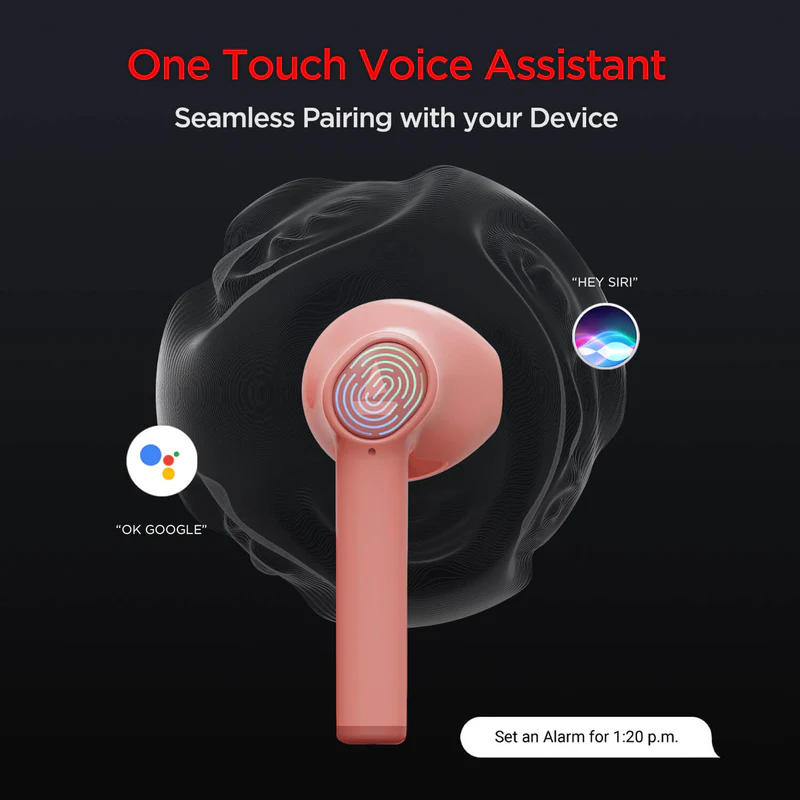 One Touch Voice Assistant
Seamless Pairing with your Device
“HEY SIRI”
“OK GOOGLE”
Set an Alarm for 1:20 p.m.